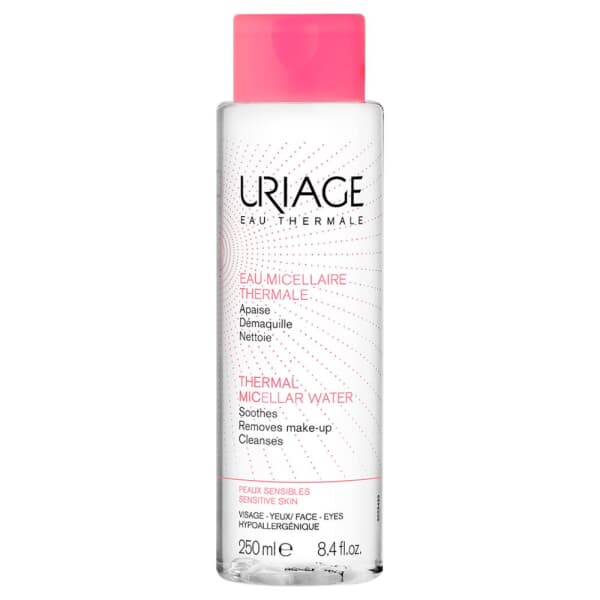 URIAGE
EAU THERMALE
EAU MICELLAIRE
THERMALE
Apaise
Démaquille
Nettoie
THERMAL
MICELLAR WATER
Soothes
Removes make-up
Cleanses
PEAUX SENSIBLES
SENSITIVE SKIN
VISAGE - YEUX/ FACE - EYES
HYPOALLERGÉNIQUE
250 ml e 8.4 fl.oz.